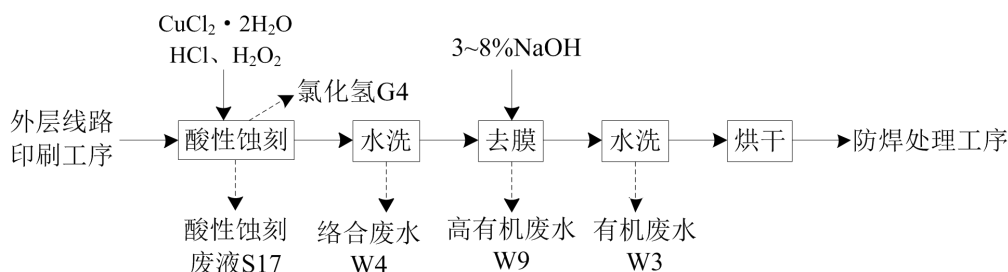 CuCl₂·2H₂O
HCl、H₂O₂
3~8%NaOH
氯化氢G4
外层线路
印刷工序
酸性蚀刻
水洗
去膜
水洗
烘干
防焊处理工序
酸性蚀刻
废液S17
络合废水
W4
高有机废水
W9
有机废水
W3